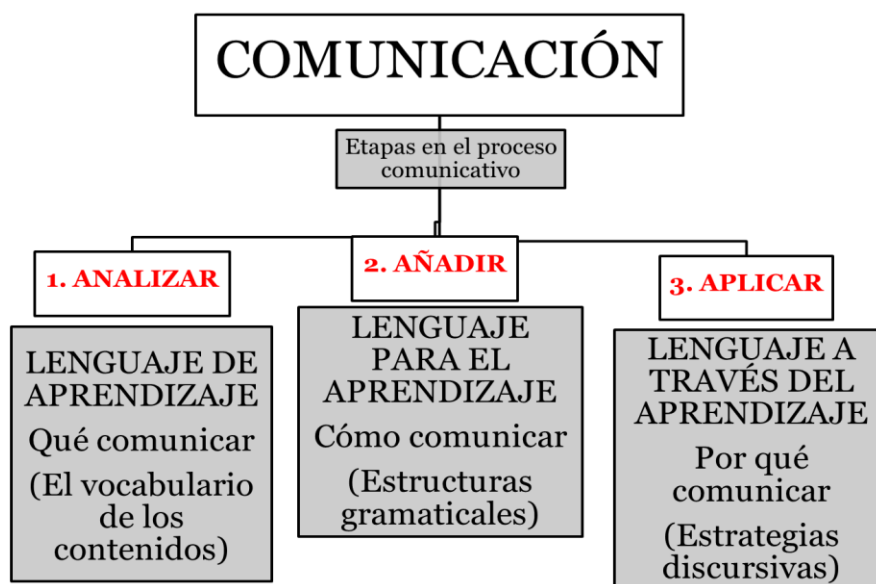 COMUNICACIÓN
Etapas en el proceso
comunicativo
1. ANALIZAR
LENGUAJE DE
APRENDIZAJE
Qué comunicar
(El vocabulario
de los
contenidos)
2. AÑADIR
LENGUAJE
PARA EL
APRENDIZAJE
Cómo comunicar
(Estructuras
gramaticales)
3. APLICAR
LENGUAJE A
TRAVÉS DEL
APRENDIZAJE
Por qué
comunicar
(Estrategias
discursivas)